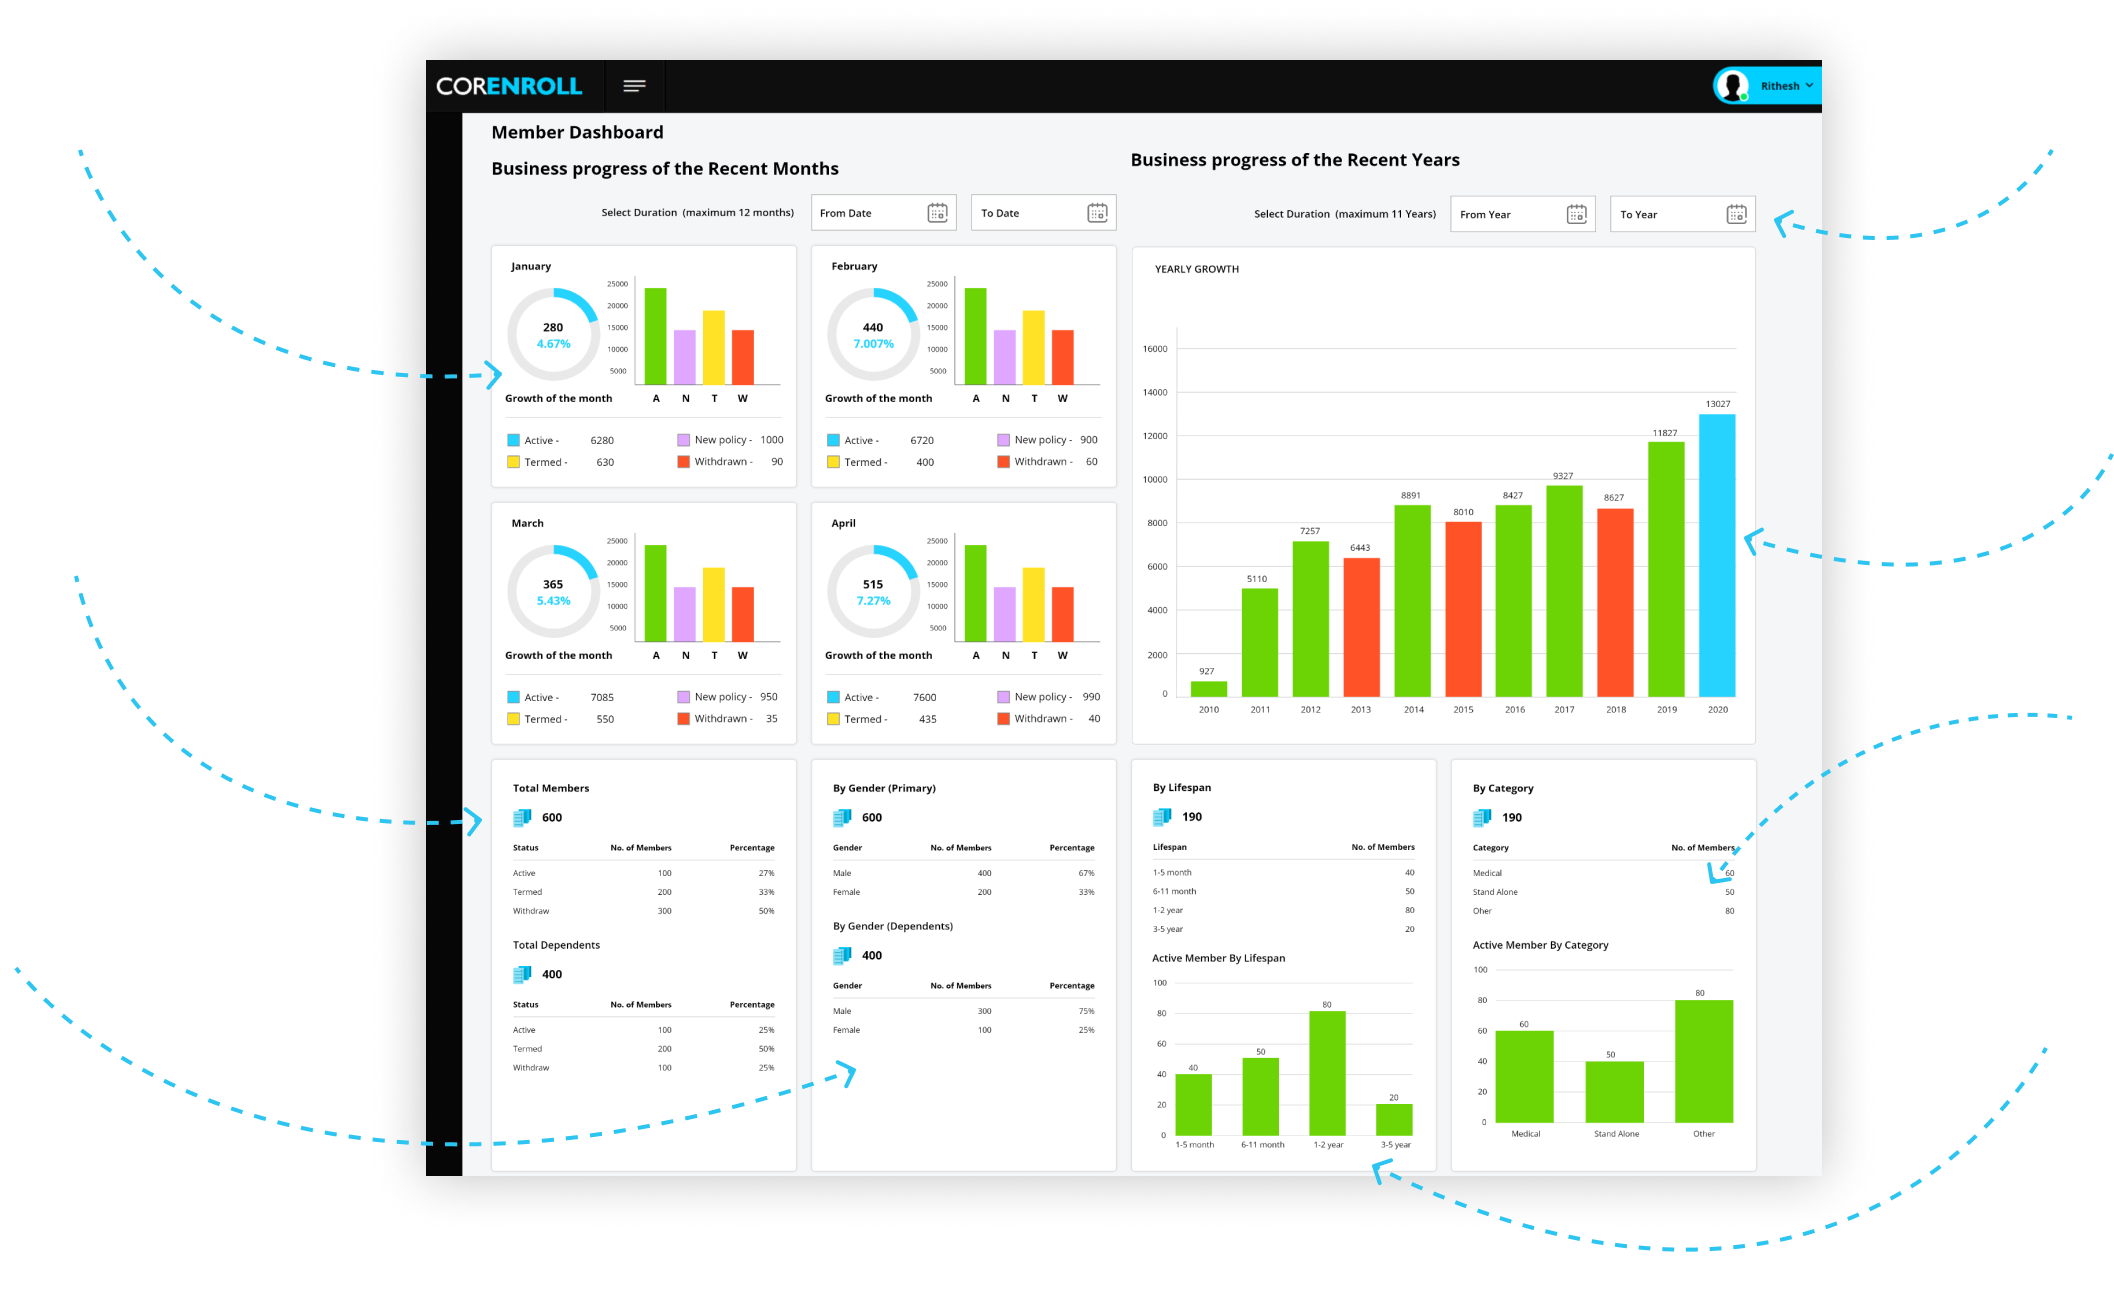 CORENROLL
Rithesh
Member Dashboard
Business progress of the Recent Months
Select Duration (maximum 12 months)
From Date
To Date
Business progress of the Recent Years
Select Duration (maximum 11 Years)
From Year
To Year
January
280
4.67%
Growth of the month
25000
20000
15000
10000
5000
A N T W
Active - 6280
New policy - 1000
Termed - 630
Withdrawn - 90
February
440
7.007%
Growth of the month
25000
20000
15000
10000
5000
A N T W
Active - 6720
New policy - 900
Termed - 400
Withdrawn - 60
March
365
5.43%
Growth of the month
25000
20000
15000
10000
5000
A N T W
Active - 7085
New policy - 950
Termed - 550
Withdrawn - 35
April
515
7.27%
Growth of the month
25000
20000
15000
10000
5000
A N T W
Active - 7600
New policy - 990
Termed - 435
Withdrawn - 40
YEARLY GROWTH
16000
14000
12000
10000
8000
6000
4000
2000
0
927
5110
7257
6443
8891
8010
8427
9327
8627
11827
13027
2010 2011 2012 2013 2014 2015 2016 2017 2018 2019 2020
Total Members
600
Status No. of Members Percentage
Active 100 27%
Termed 200 33%
Withdraw 300 50%
Total Dependents
400
Status No. of Members Percentage
Active 100 25%
Termed 200 50%
Withdraw 100 25%
By Gender (Primary)
600
Gender No. of Members Percentage
Male 400 67%
Female 200 33%
By Gender (Dependents)
400
Gender No. of Members Percentage
Male 300 75%
Female 100 25%
By Lifespan
190
Lifespan No. of Members
1-5 month 40
6-11 month 50
1-2 year 80
3-5 year 20
Active Member By Lifespan
100
80
60
40
20
0
40
50
80
20
1-5 month 6-11 month 1-2 year 3-5 year
By Category
190
Category No. of Members
Medical 60
Stand Alone 50
Oher 80
Active Member By Category
100
80
60
40
20
0
60
50
80
Medical Stand Alone Other